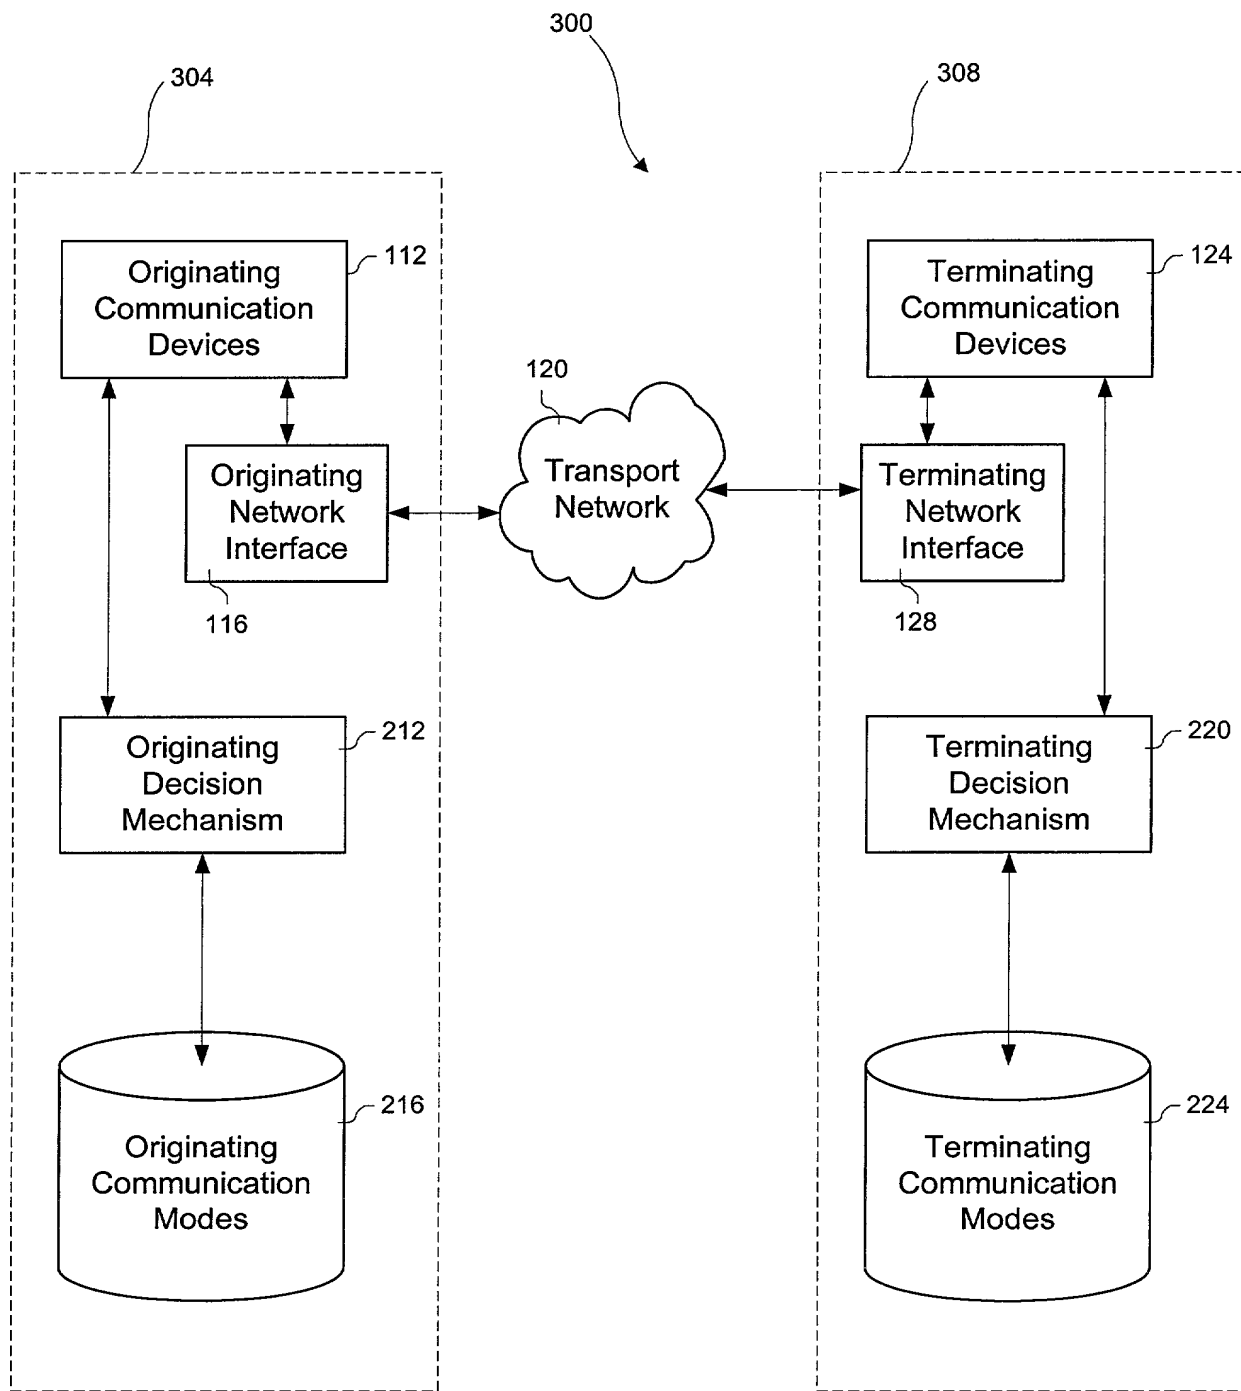 300
304
308
Originating
Communication
Devices
112
Terminating
Communication
Devices
124
120
Transport
Network
Originating
Network
Interface
116
Terminating
Network
Interface
128
Originating
Decision
Mechanism
212
Terminating
Decision
Mechanism
220
Originating
Communication
Modes
216
Terminating
Communication
Modes
224